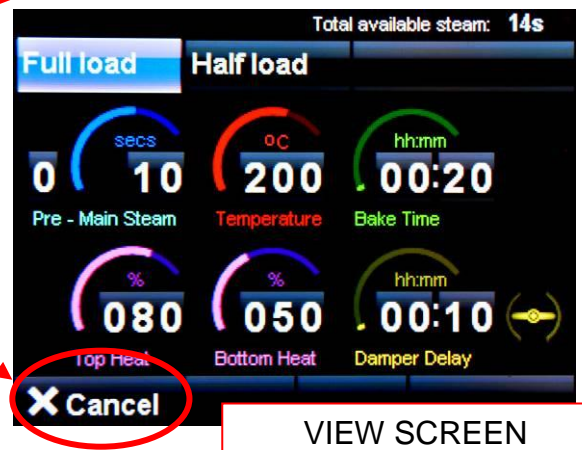 Total available steam: 14s
Full load Half load
secs °C hh:mm
0 10 200 00:20
Pre - Main Steam Temperature Bake Time
% % hh:mm
080 050 00:10
Top Heat Bottom Heat Damper Delay
X Cancel
VIEW SCREEN